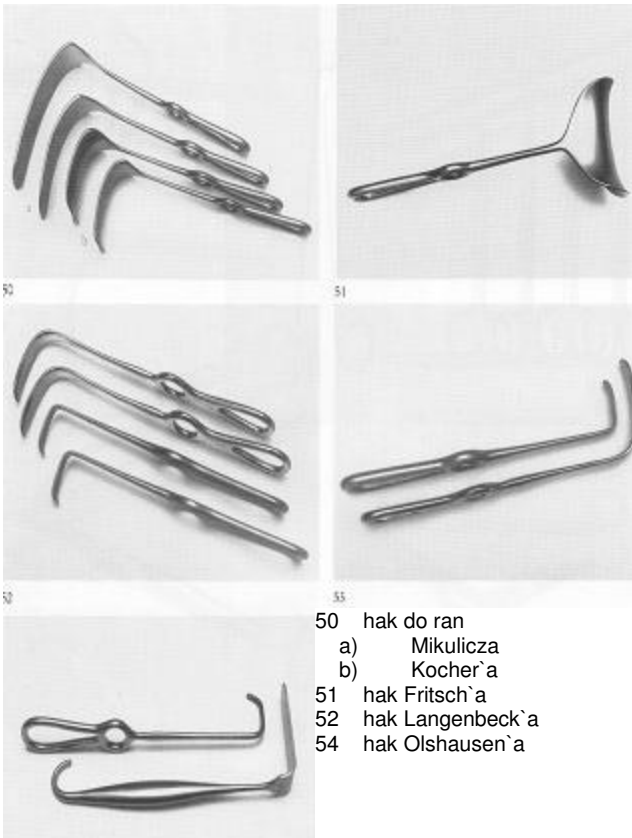 a
b
50
51
52
53
50 hak do ran
a) Mikulicza
b) Kocher`a
51 hak Fritsch`a
52 hak Langenbeck`a
54 hak Olshausen`a